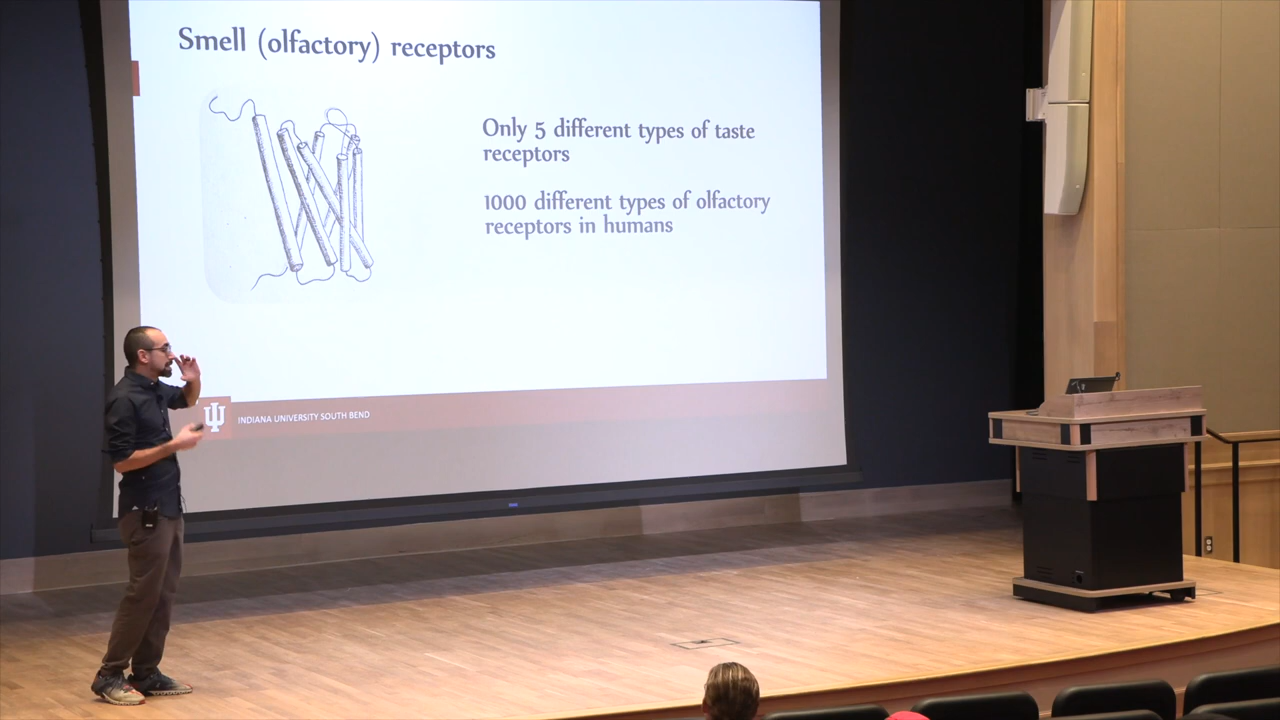 Smell (olfactory) receptors
Only 5 different types of taste
receptors
1000 different types of olfactory
receptors in humans
INDIANA UNIVERSITY SOUTH BEND